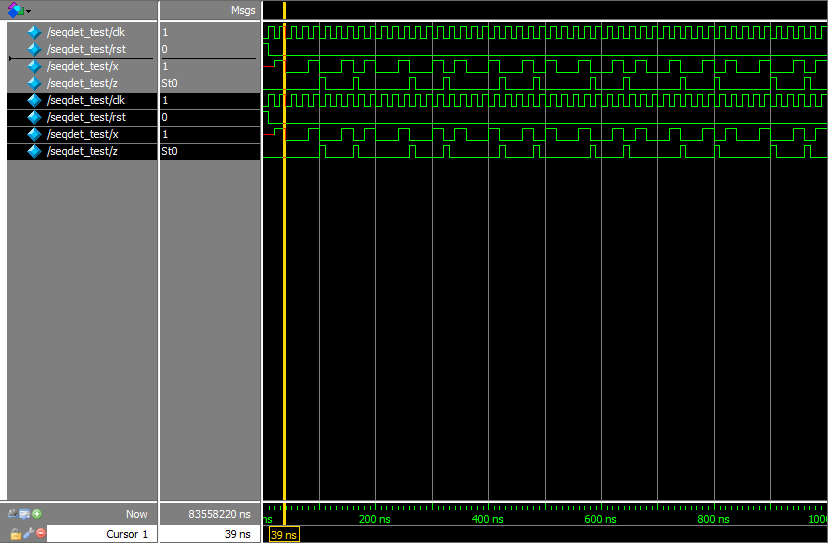 Msgs
/seqdet_test/clk 1
/seqdet_test/rst 0
/seqdet_test/x 1
/seqdet_test/z St0
/seqdet_test/clk 1
/seqdet_test/rst 0
/seqdet_test/x 1
/seqdet_test/z St0
Now 83558220 ns ns 200 ns 400 ns 600 ns 800 ns 1000
Cursor 1 39 ns 39 ns